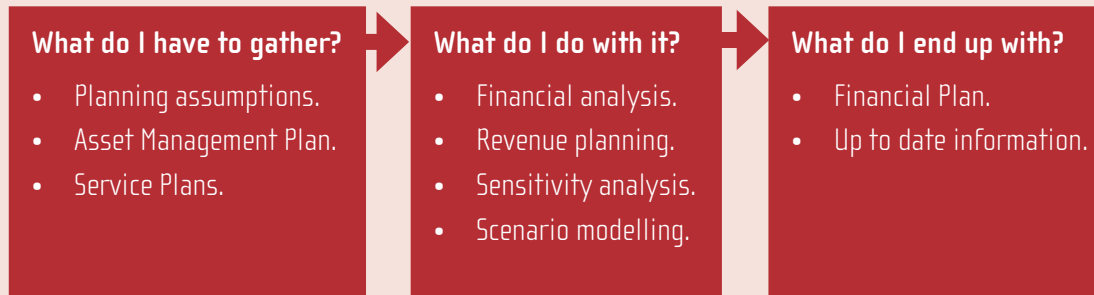 What do I have to gather?
• Planning assumptions.
• Asset Management Plan.
• Service Plans.
What do I do with it?
• Financial analysis.
• Revenue planning.
• Sensitivity analysis.
• Scenario modelling.
What do I end up with?
• Financial Plan.
• Up to date information.